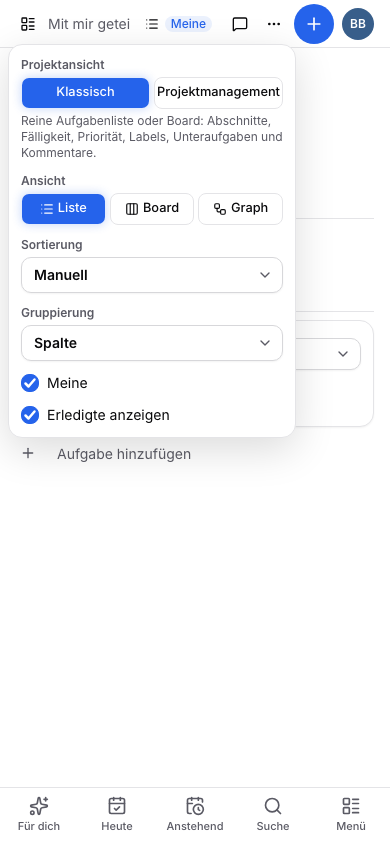 Mit mir getei
Meine
BB
Projektansicht
Klassisch
Projektmanagement
Reine Aufgabenliste oder Board: Abschnitte,
Fälligkeit, Priorität, Labels, Unteraufgaben und
Kommentare.
Ansicht
Liste
Board
Graph
Sortierung
Manuell
Gruppierung
Spalte
Meine
Erledigte anzeigen
Aufgabe hinzufügen
Für dich
Heute
Anstehend
Suche
Menü